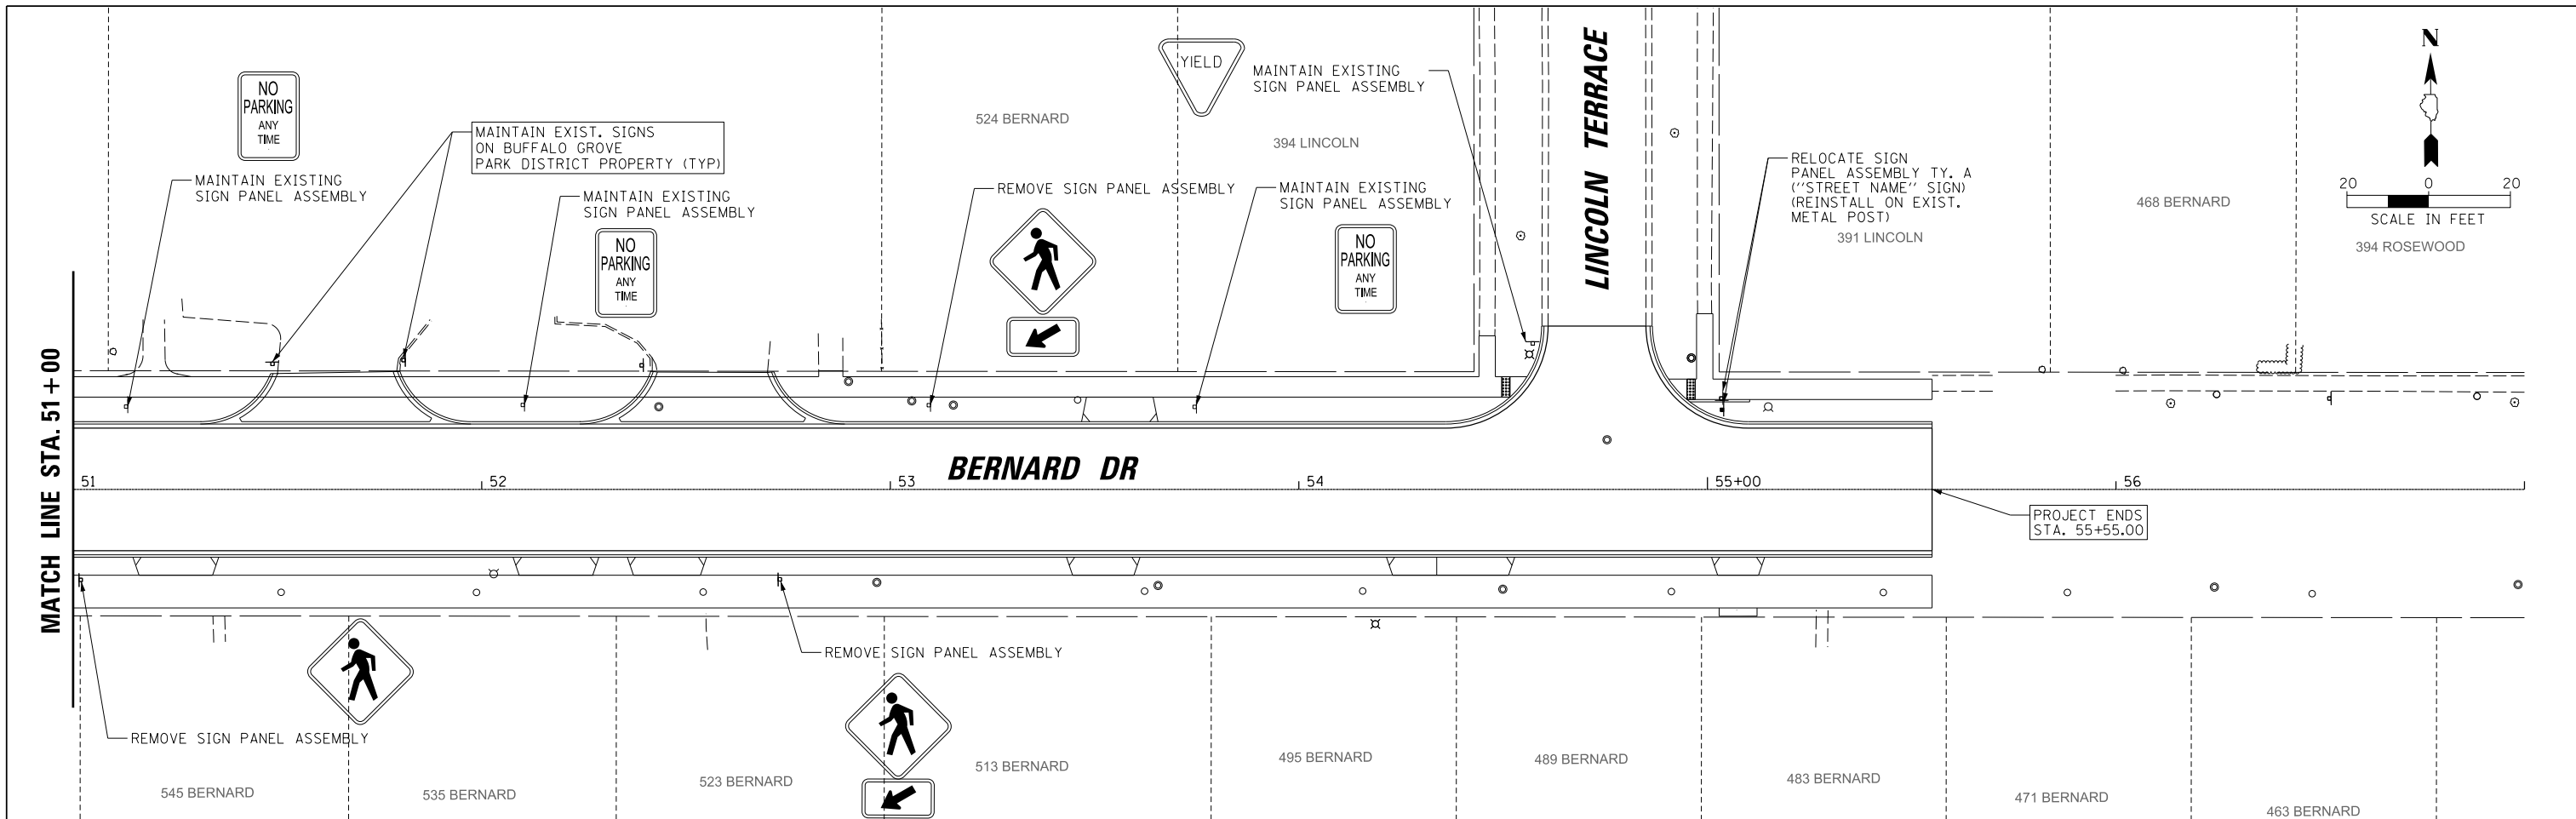 NO
PARKING
ANY
TIME
MAINTAIN EXISTING
SIGN PANEL ASSEMBLY
MAINTAIN EXIST. SIGNS
ON BUFFALO GROVE
PARK DISTRICT PROPERTY (TYP)
MAINTAIN EXISTING
SIGN PANEL ASSEMBLY
NO
PARKING
ANY
TIME
524 BERNARD
REMOVE SIGN PANEL ASSEMBLY
YIELD
MAINTAIN EXISTING
SIGN PANEL ASSEMBLY
394 LINCOLN
MAINTAIN EXISTING
SIGN PANEL ASSEMBLY
NO
PARKING
ANY
TIME
LINCOLN TERRACE
RELOCATE SIGN
PANEL ASSEMBLY TY. A
("STREET NAME" SIGN)
(REINSTALL ON EXIST.
METAL POST)
391 LINCOLN
468 BERNARD
N
20 0 20
SCALE IN FEET
394 ROSEWOOD
MATCH LINE STA. 51+00
BERNARD DR
51 52 53 54 55+00 56
PROJECT ENDS
STA. 55+55.00
REMOVE SIGN PANEL ASSEMBLY
REMOVE SIGN PANEL ASSEMBLY
545 BERNARD
535 BERNARD
523 BERNARD
513 BERNARD
495 BERNARD
489 BERNARD
483 BERNARD
471 BERNARD
463 BERNARD